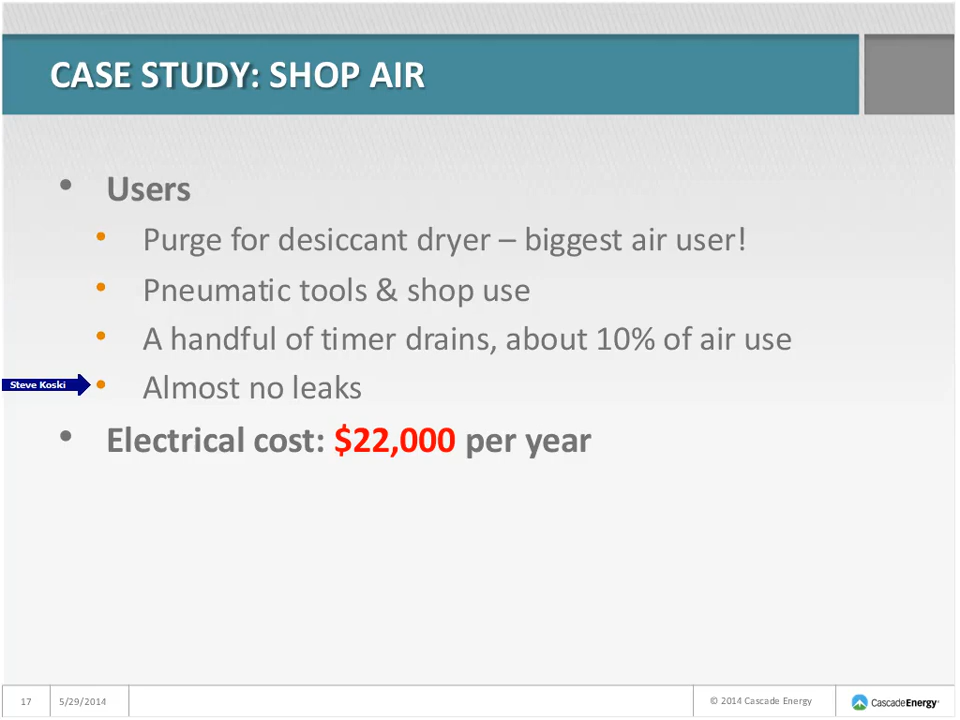 CASE STUDY: SHOP AIR
• Users
• Purge for desiccant dryer – biggest air user!
• Pneumatic tools & shop use
• A handful of timer drains, about 10% of air use
Steve Koski
• Almost no leaks
• Electrical cost: $22,000 per year
17
5/29/2014
© 2014 Cascade Energy
CascadeEnergy